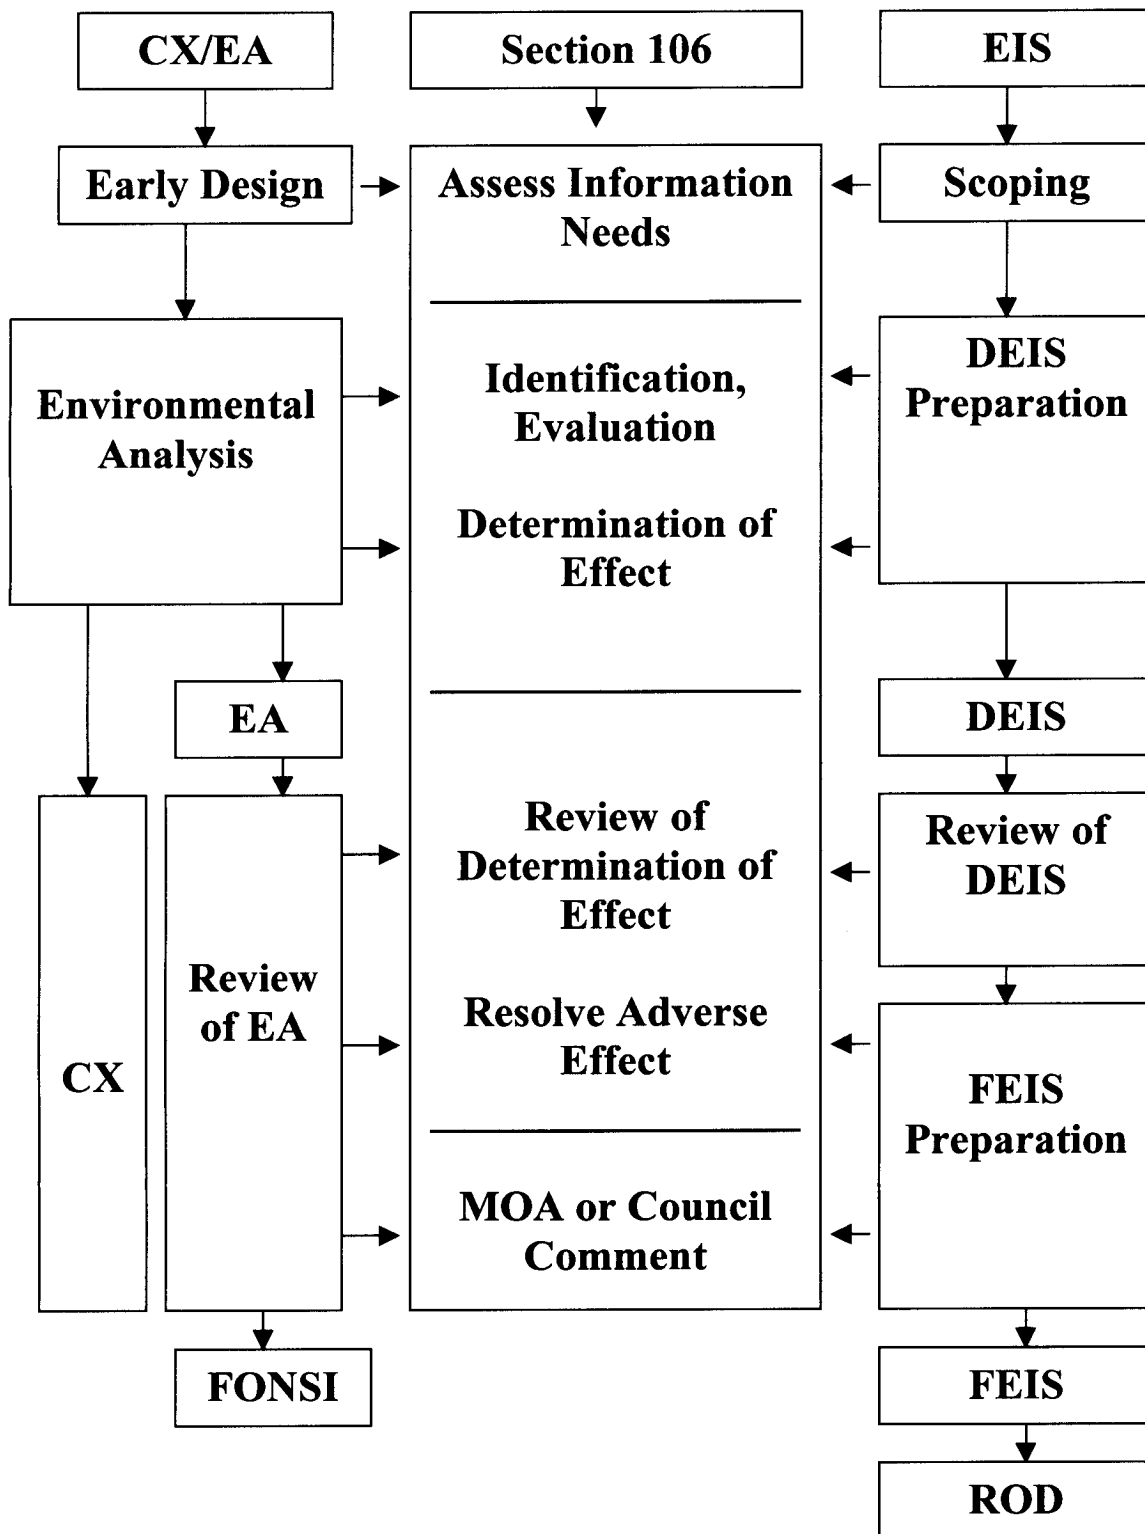 CX/EA
Section 106
EIS
Early Design
Assess Information
Needs
Scoping
Environmental
Analysis
Identification,
Evaluation
Determination of
Effect
DEIS
Preparation
EA
DEIS
CX
Review
of EA
Review of
Determination of
Effect
Resolve Adverse
Effect
MOA or Council
Comment
Review of
DEIS
FEIS
Preparation
FONSI
FEIS
ROD